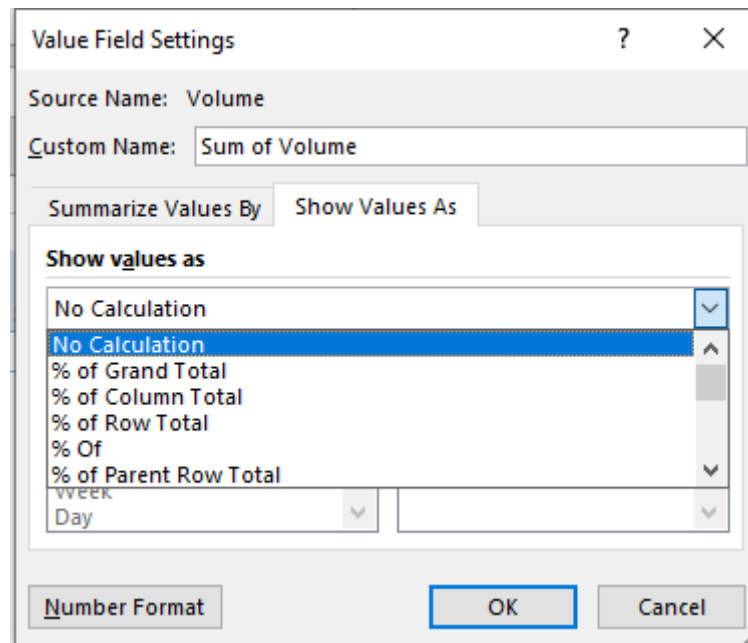 Value Field Settings ?
Source Name: Volume
Custom Name: Sum of Volume
Summarize Values By Show Values As
Show values as
No Calculation
No Calculation
% of Grand Total
% of Column Total
% of Row Total
% Of
% of Parent Row Total
Week
Day
Number Format OK Cancel